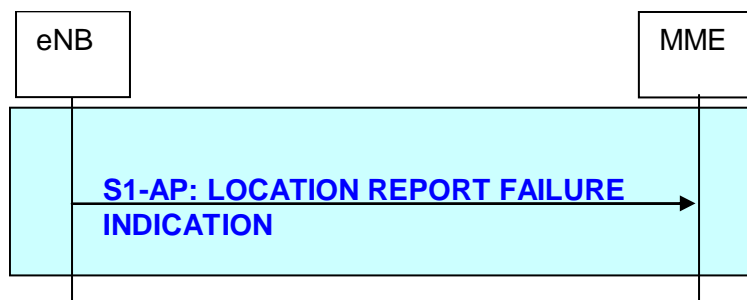 eNB
MME
S1-AP: LOCATION REPORT FAILURE
INDICATION